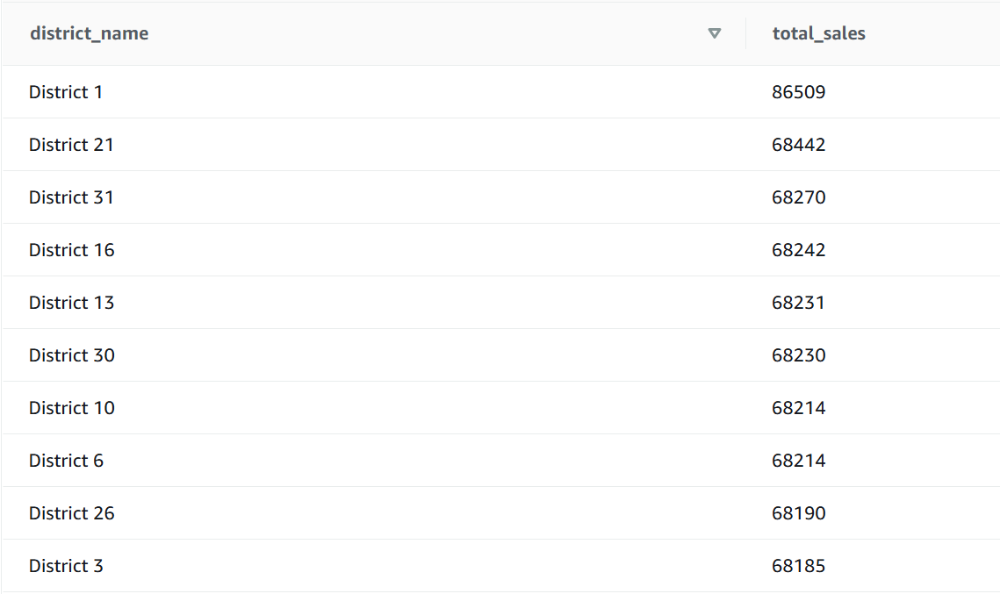 district_name total_sales
District 1 86509
District 21 68442
District 31 68270
District 16 68242
District 13 68231
District 30 68230
District 10 68214
District 6 68214
District 26 68190
District 3 68185